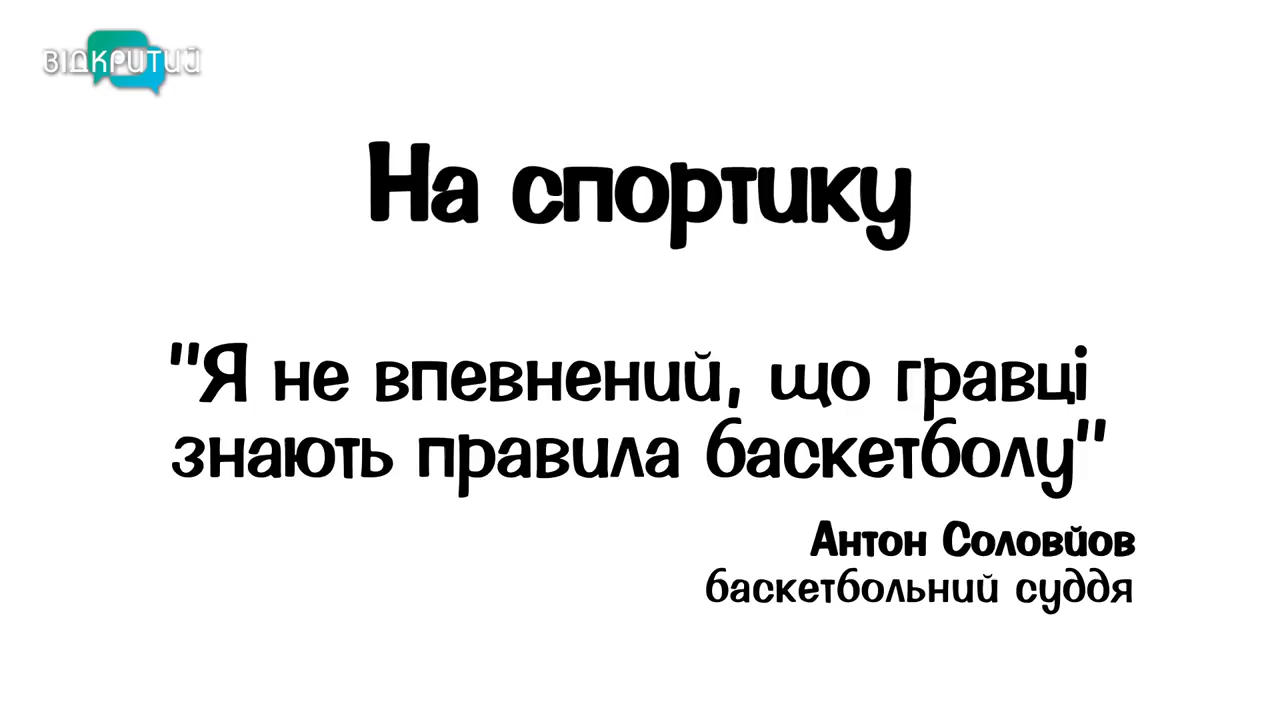 ВІДКРИТИЙ
На спортику
"Я не впевнений, що гравці
знають правила баскетболу"
Антон Соловйов
баскетбольний суддя